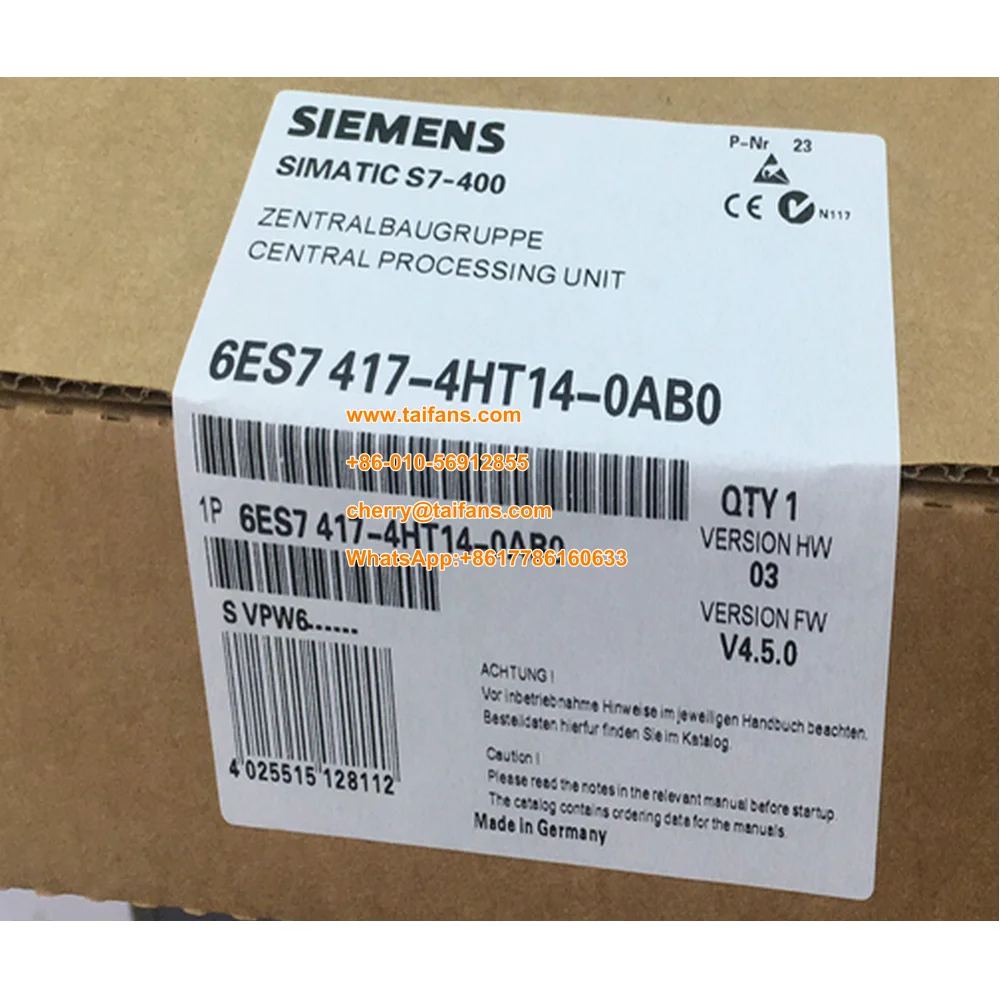 SIEMENS
SIMATIC S7-400
P-Nr 23
CE N117
ZENTRALBAUGRUPPE
CENTRAL PROCESSING UNIT
6ES7 417-4HT14-0AB0
www.taifans.com
+86-010-56912855
cherry@taifans.com
1P 6ES7 417-4HT14-0AB0
WhatsApp:+8617786160633
QTY 1
VERSION HW
03
VERSION FW
V4.5.0
S VPW6......
4 025515 128112
ACHTUNG !
Vor Inbetriebnahme Hinweise im jeweiligen Handbuch beachten.
Bestelldaten hierfur finden Sie im Katalog.
Caution !
Please read the notes in the relevant manual before startup.
The catalog contains ordering data for the manuals.
Made in Germany